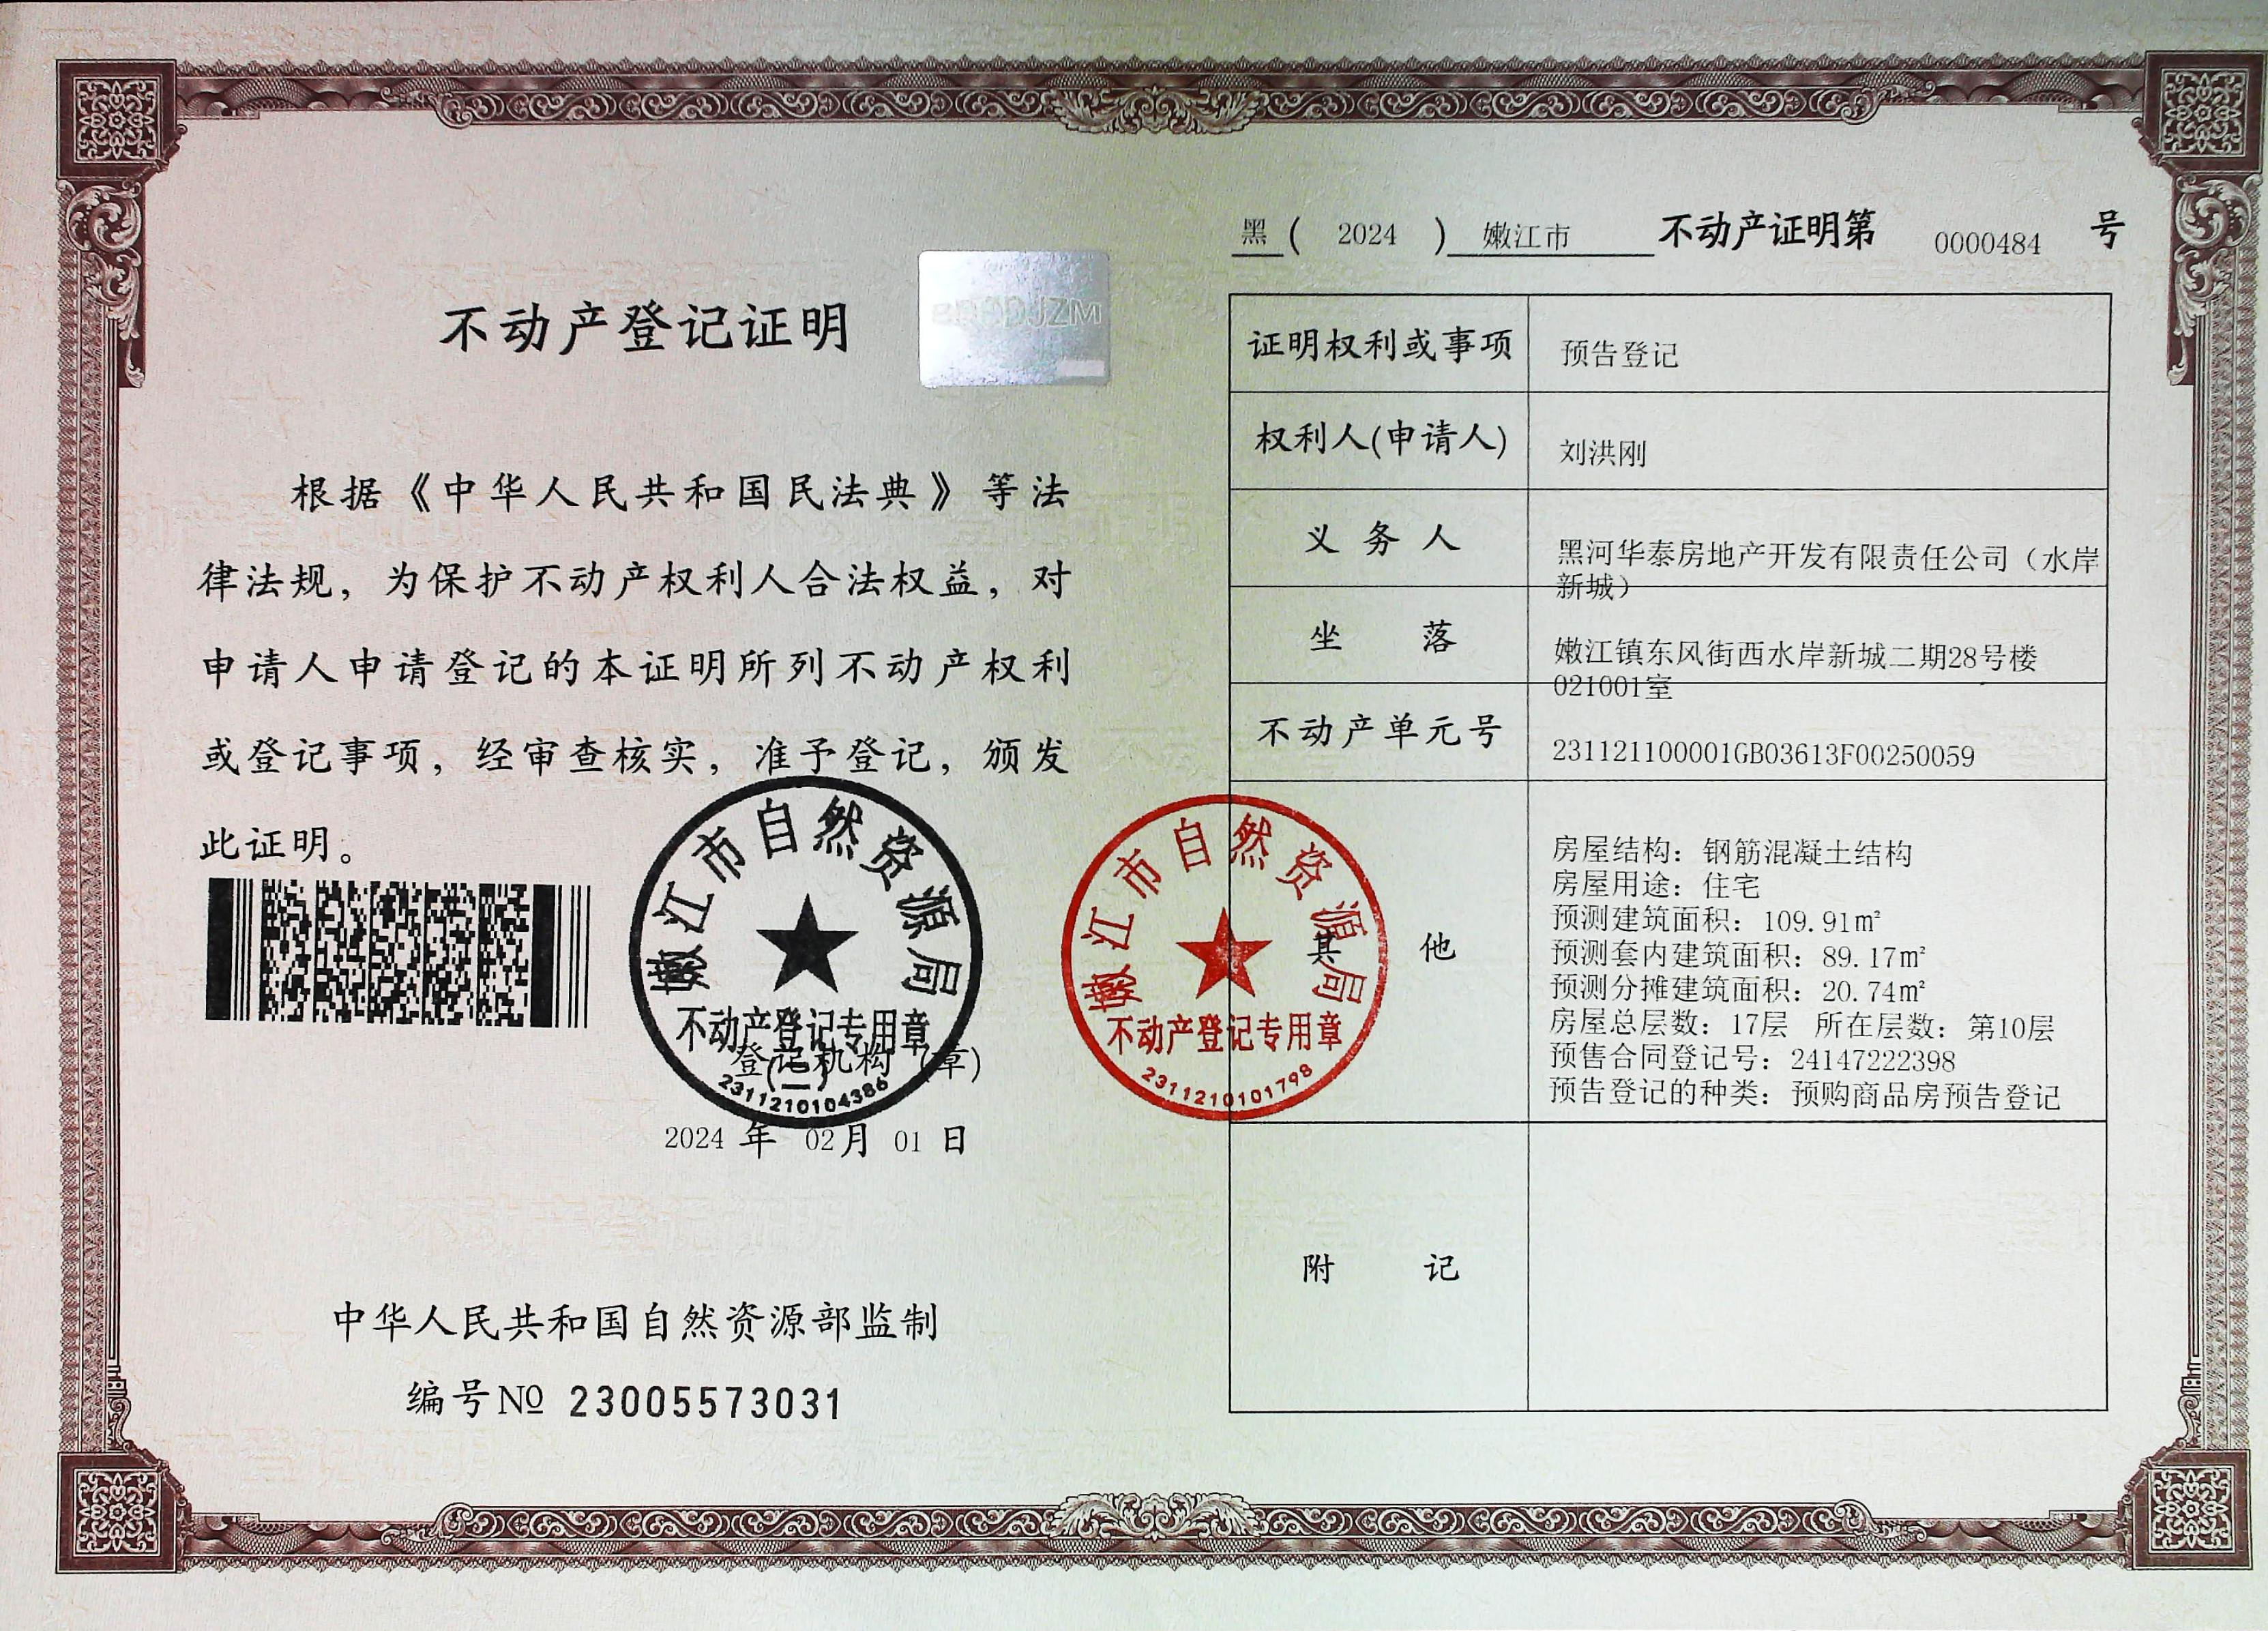 不动产登记证明
BDCDJZM
根据《中华人民共和国民法典》等法
律法规，为保护不动产权利人合法权益，对
申请人申请登记的本证明所列不动产权利
或登记事项，经审查核实，准予登记，颁发
此证明。
嫩江市自然资源局
不动产登记专用章
(二)
2311210104386
登记机构（章）
2024 年 02月 01 日
中华人民共和国自然资源部监制
编号№ 23005573031
嫩江市自然资源局
不动产登记专用章
2311210101798
黑 ( 2024 ) 嫩江市 不动产证明第 0000484 号
证明权利或事项 预告登记
权利人(申请人) 刘洪刚
义务人 黑河华泰房地产开发有限责任公司（水岸
新城）
坐落 嫩江镇东风街西水岸新城二期28号楼
021001室
不动产单元号 231121100001GB03613F00250059
其他
房屋结构：钢筋混凝土结构
房屋用途：住宅
预测建筑面积：109.91㎡
预测套内建筑面积：89.17㎡
预测分摊建筑面积：20.74㎡
房屋总层数：17层 所在层数：第10层
预售合同登记号：24147222398
预告登记的种类：预购商品房预告登记
附记